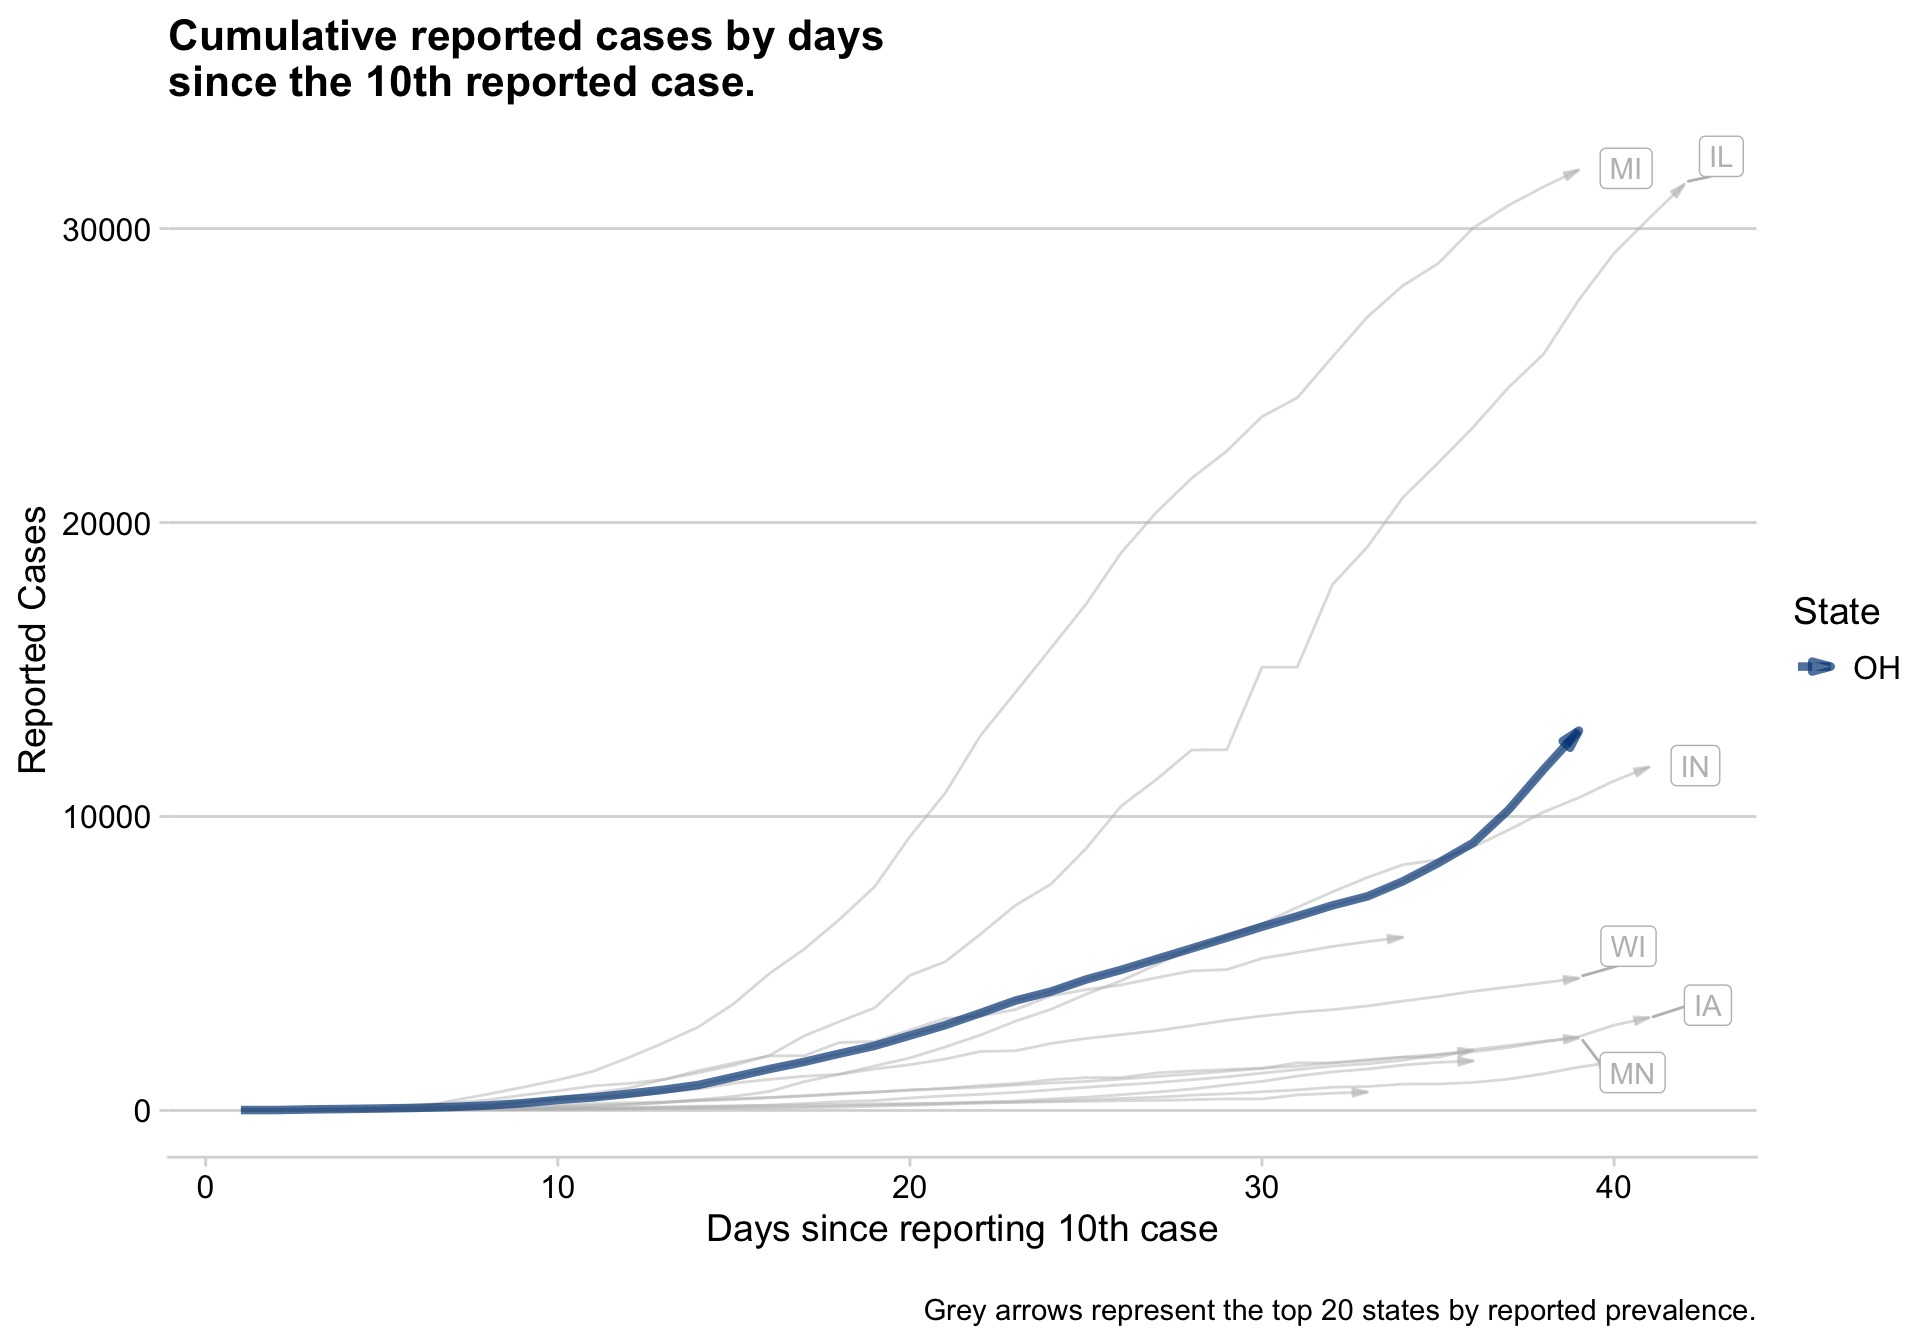 Cumulative reported cases by days
since the 10th reported case.
MI
IL
30000
20000
Reported Cases
State
OH
IN
10000
WI
IA
MN
0
0 10 20 30 40
Days since reporting 10th case
Grey arrows represent the top 20 states by reported prevalence.